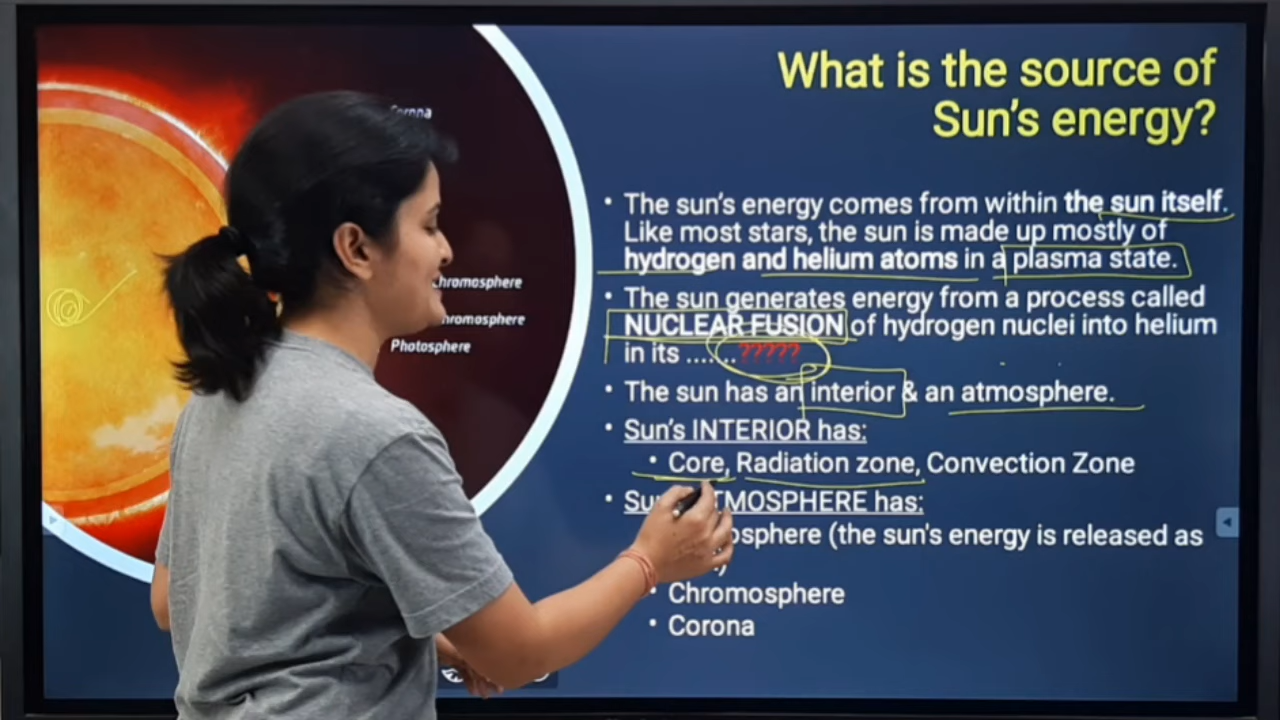 What is the source of
Sun's energy?
Corona
Chromosphere
Chromosphere
Photosphere
• The sun's energy comes from within the sun itself.
Like most stars, the sun is made up mostly of
hydrogen and helium atoms in a plasma state.
• The sun generates energy from a process called
NUCLEAR FUSION of hydrogen nuclei into helium
in its .......?????
• The sun has an interior & an atmosphere.
• Sun's INTERIOR has:
• Core, Radiation zone, Convection Zone
• ATMOSPHERE has:
(the sun's energy is released as
• Chromosphere
• Corona